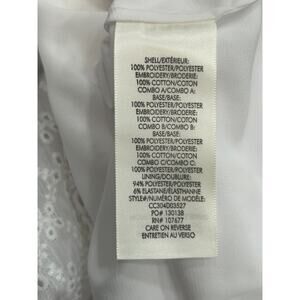 SHELL/EXTÉRIEUR:
100% POLYESTER/POLYESTER
EMBROIDERY/BRODERIE:
100% COTTON/COTON
COMBO A/COMBO A:
BASE/BASE:
100% POLYESTER/POLYESTER
EMBROIDERY/BRODERIE:
100% COTTON/COTON
COMBO B/COMBO B:
BASE/BASE:
100% POLYESTER/POLYESTER
EMBROIDERY/BRODERIE:
100% COTTON/COTON
COMBO C/COMBO C:
100% POLYESTER/POLYESTER
LINING/DOUBLURE:
94% POLYESTER/POLYESTER
6% ELASTANE/ÉLASTHANNE
STYLE#/NUMÉRO DE MODÈLE:
CC304D03527
PO# 130138
RN# 107677
CARE ON REVERSE
ENTRETIEN AU VERSO